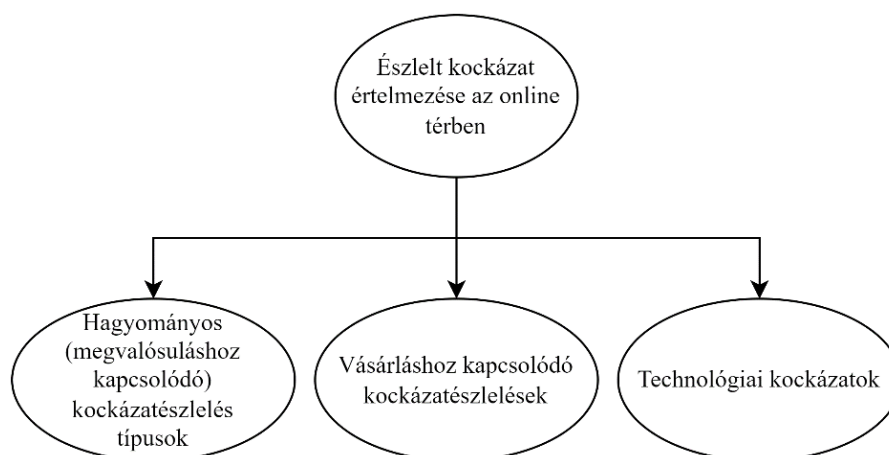 Észlelt kockázat
értelmezése az online
térben
Hagyományos
(megvalósuláshoz
kapcsolódó)
kockázatészlelés
típusok
Vásárláshoz kapcsolódó
kockázatészlelések
Technológiai kockázatok